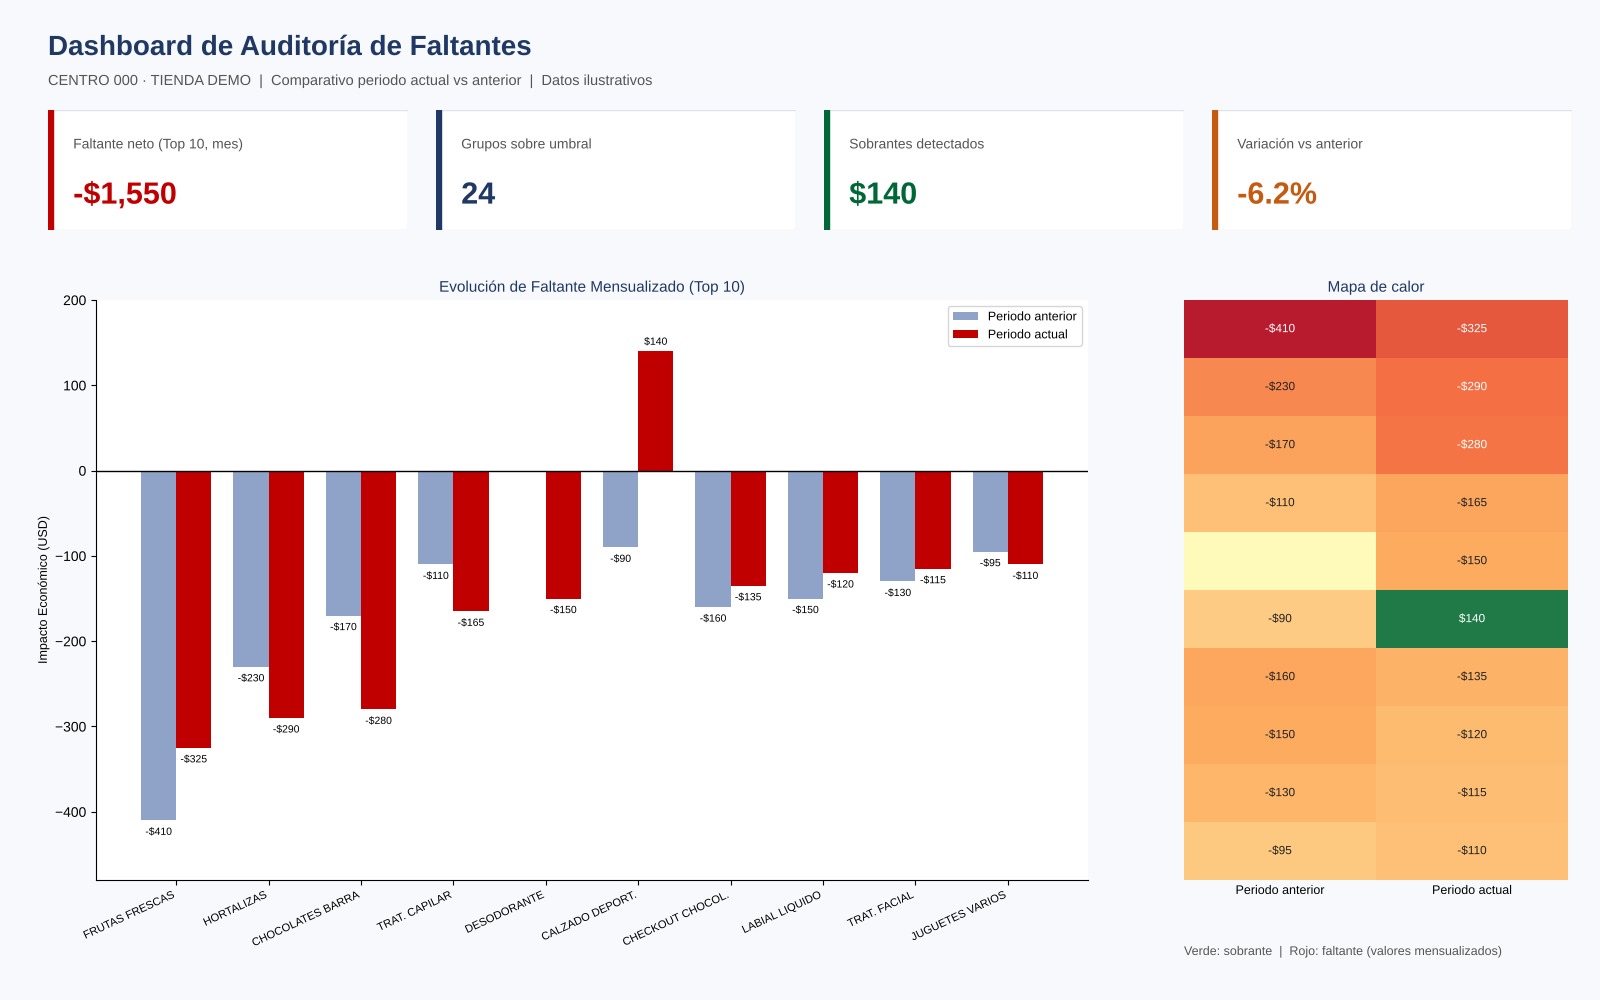 Dashboard de Auditoría de Faltantes
CENTRO 000 · TIENDA DEMO | Comparativo periodo actual vs anterior | Datos ilustrativos
Faltante neto (Top 10, mes)
-$1,550
Grupos sobre umbral
24
Sobrantes detectados
$140
Variación vs anterior
-6.2%
Evolución de Faltante Mensualizado (Top 10)
Periodo anterior
Periodo actual
Impacto Económico (USD)
200
100
0
−100
−200
−300
−400
-$410
-$325
-$230
-$290
-$170
-$280
-$110
-$165
-$150
-$90
$140
-$160
-$135
-$150
-$120
-$130
-$115
-$95
-$110
FRUTAS FRESCAS
HORTALIZAS
CHOCOLATES BARRA
TRAT. CAPILAR
DESODORANTE
CALZADO DEPORT.
CHECKOUT CHOCOL.
LABIAL LIQUIDO
TRAT. FACIAL
JUGUETES VARIOS
Mapa de calor
-$410 -$325
-$230 -$290
-$170 -$280
-$110 -$165
-$150
-$90 $140
-$160 -$135
-$150 -$120
-$130 -$115
-$95 -$110
Periodo anterior Periodo actual
Verde: sobrante | Rojo: faltante (valores mensualizados)